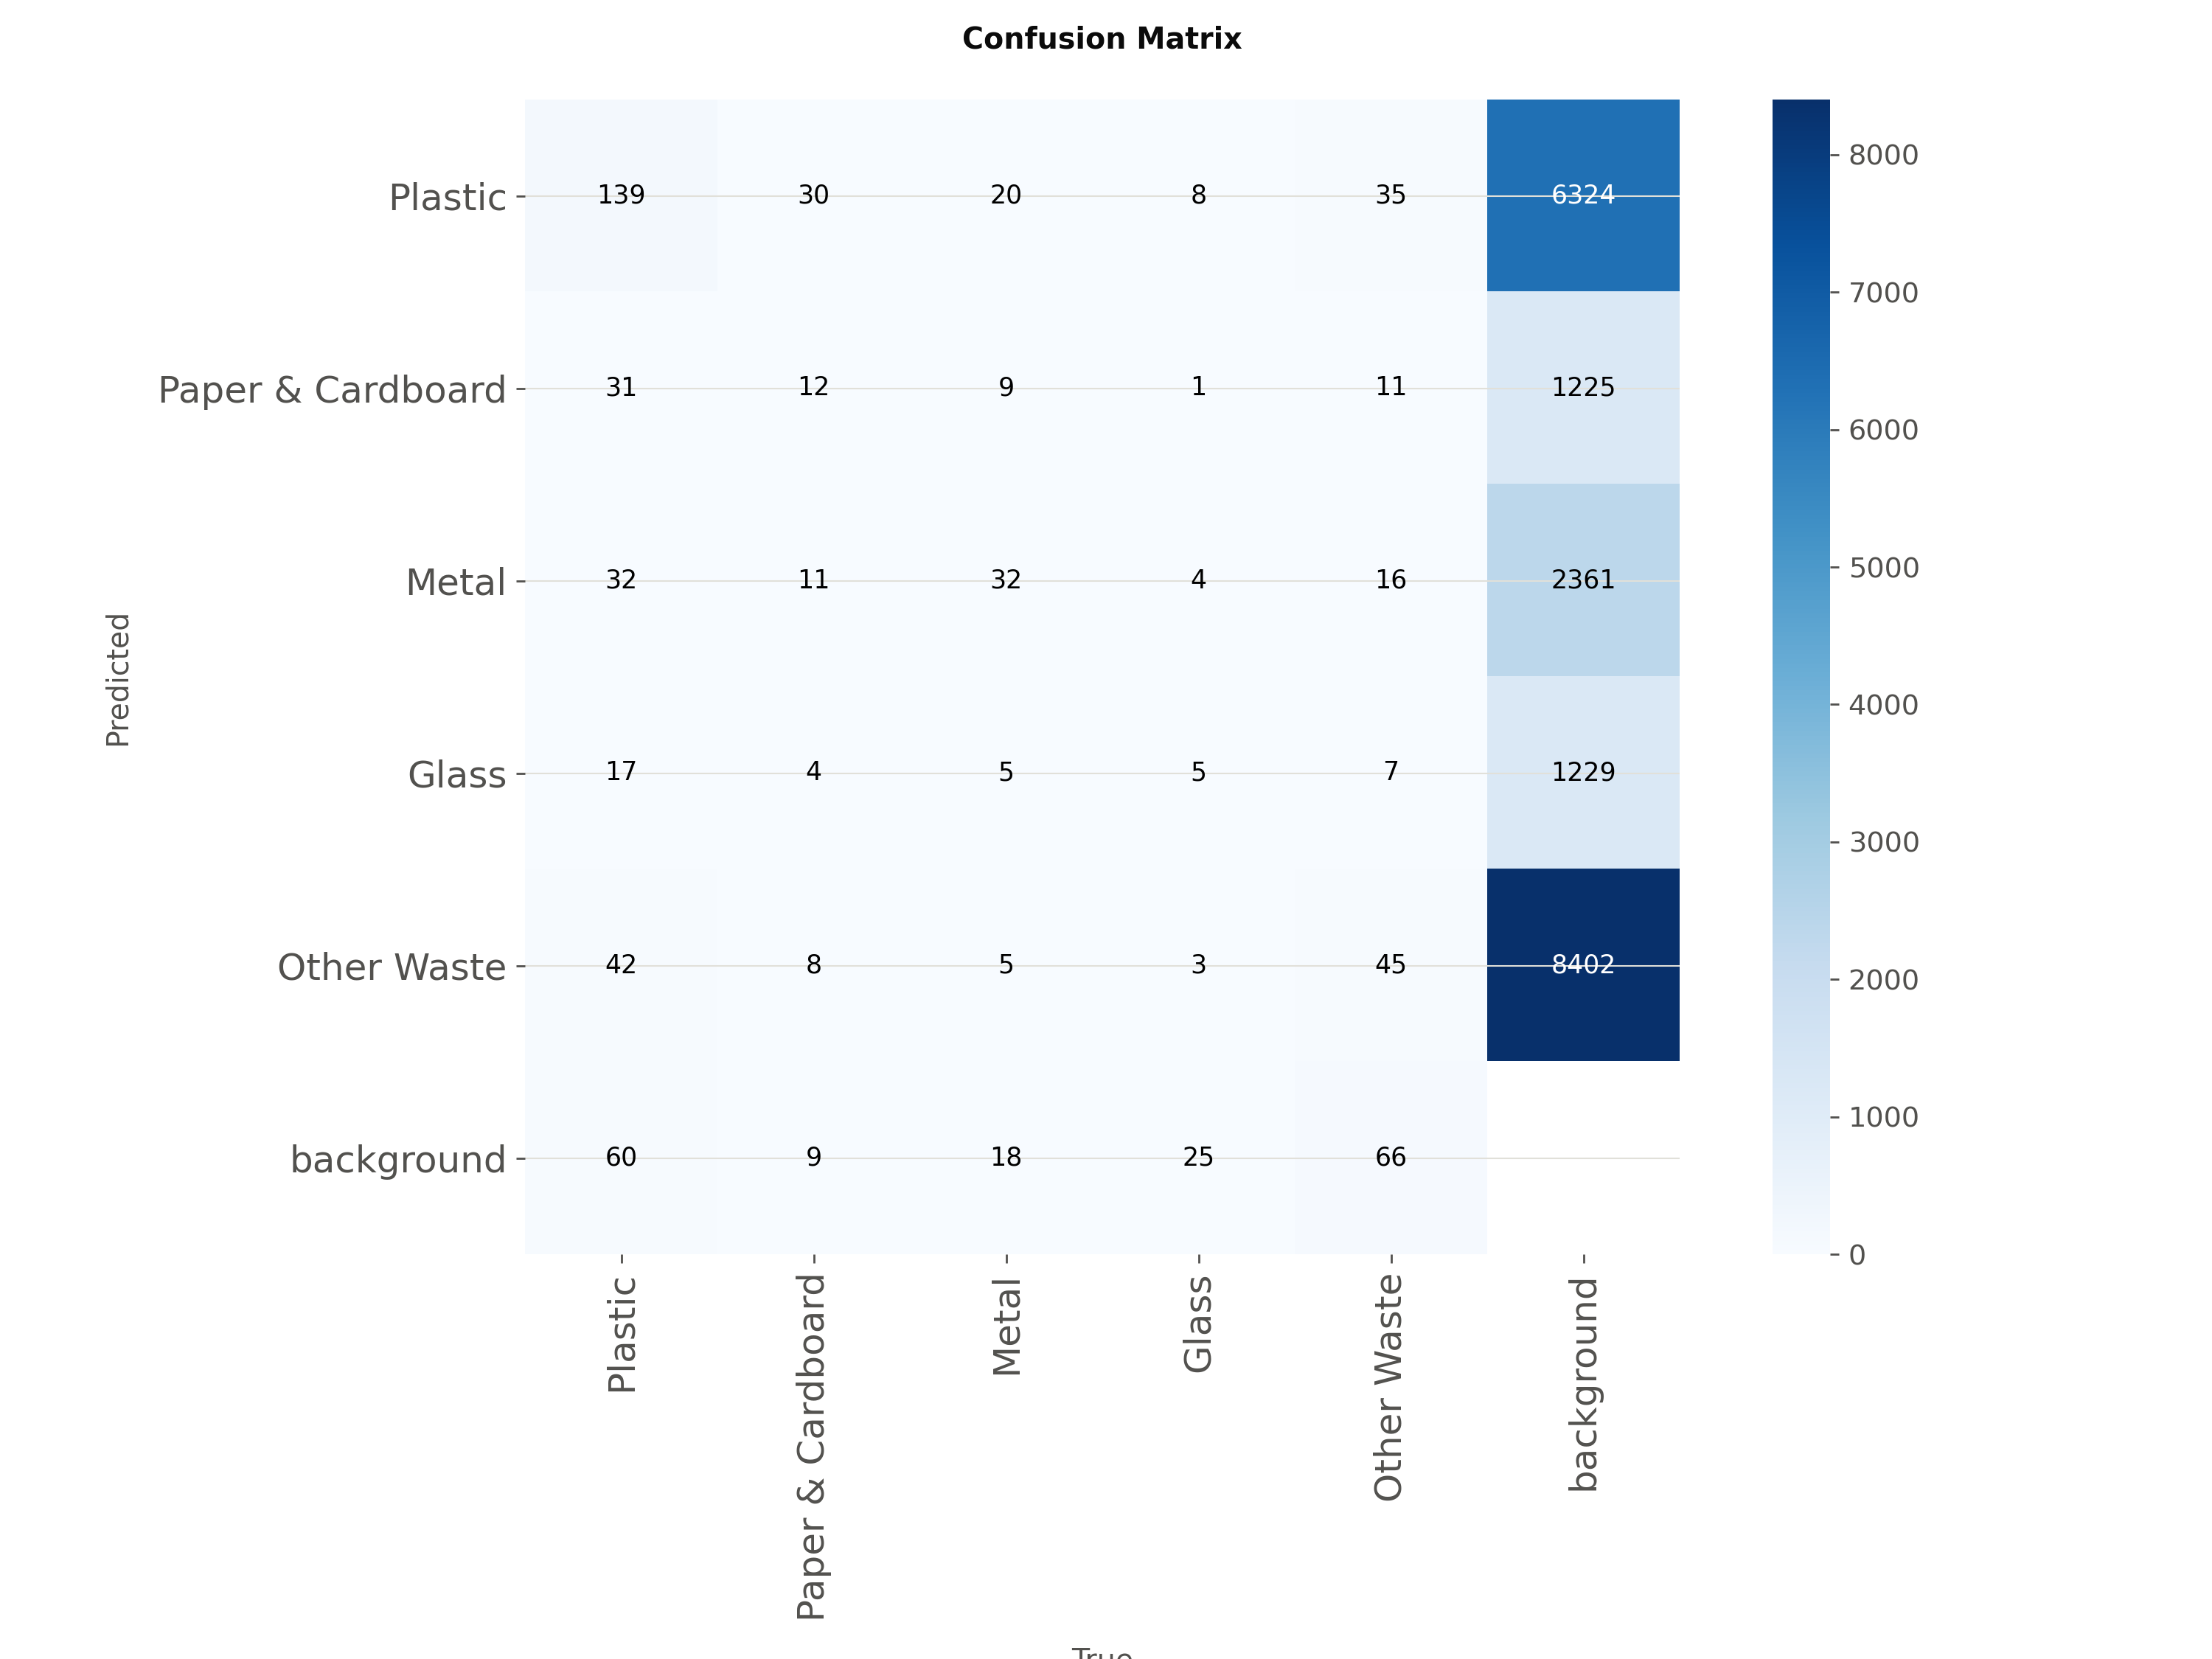 Confusion Matrix
Plastic 139 30 20 8 35 6324
Paper & Cardboard 31 12 9 1 11 1225
Metal 32 11 32 4 16 2361
Glass 17 4 5 5 7 1229
Other Waste 42 8 5 3 45 8402
background 60 9 18 25 66
Predicted
Plastic
Paper & Cardboard
Metal
Glass
Other Waste
background
True
8000
7000
6000
5000
4000
3000
2000
1000
0